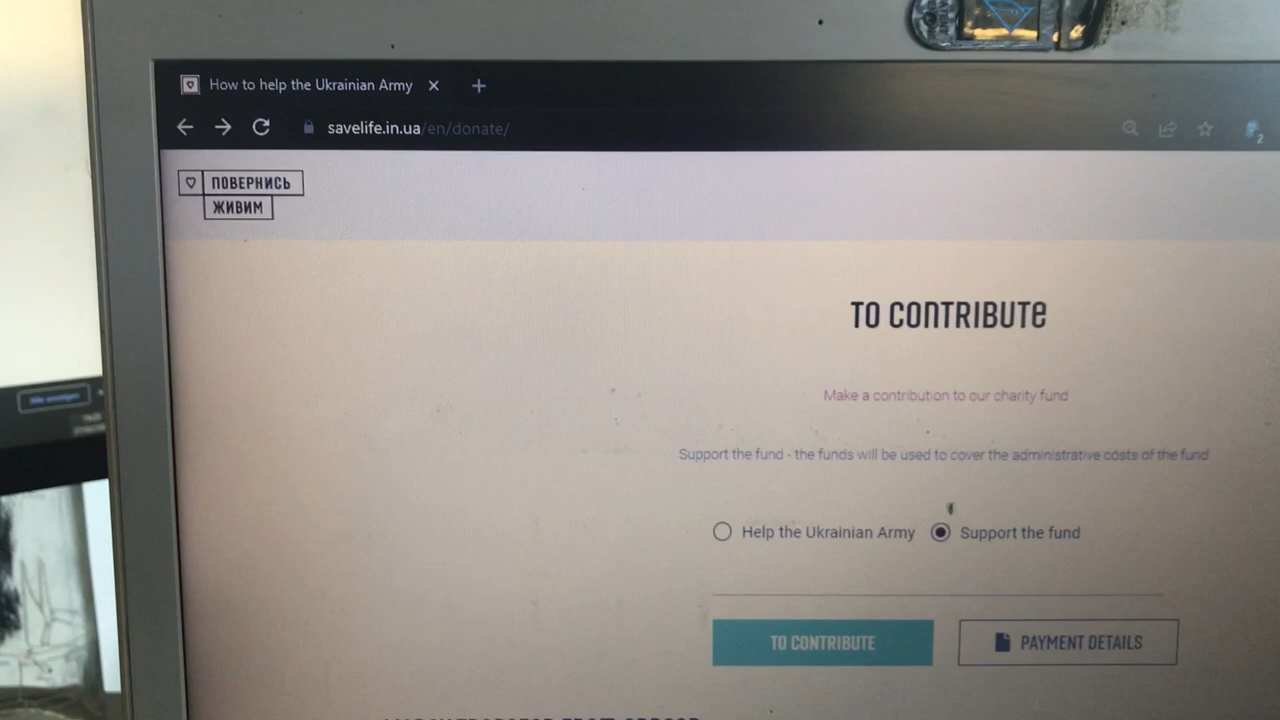 How to help the Ukrainian Army
savelife.in.ua/en/donate/
2
ПОВЕРНИСЬ
ЖИВИМ
TO CONTRIBUTE
Make a contribution to our charity fund
Support the fund - the funds will be used to cover the administrative costs of the fund
Help the Ukrainian Army Support the fund
TO CONTRIBUTE PAYMENT DETAILS